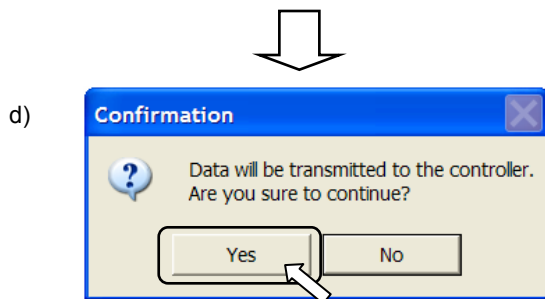 d)
Confirmation
Data will be transmitted to the controller.
Are you sure to continue?
Yes No